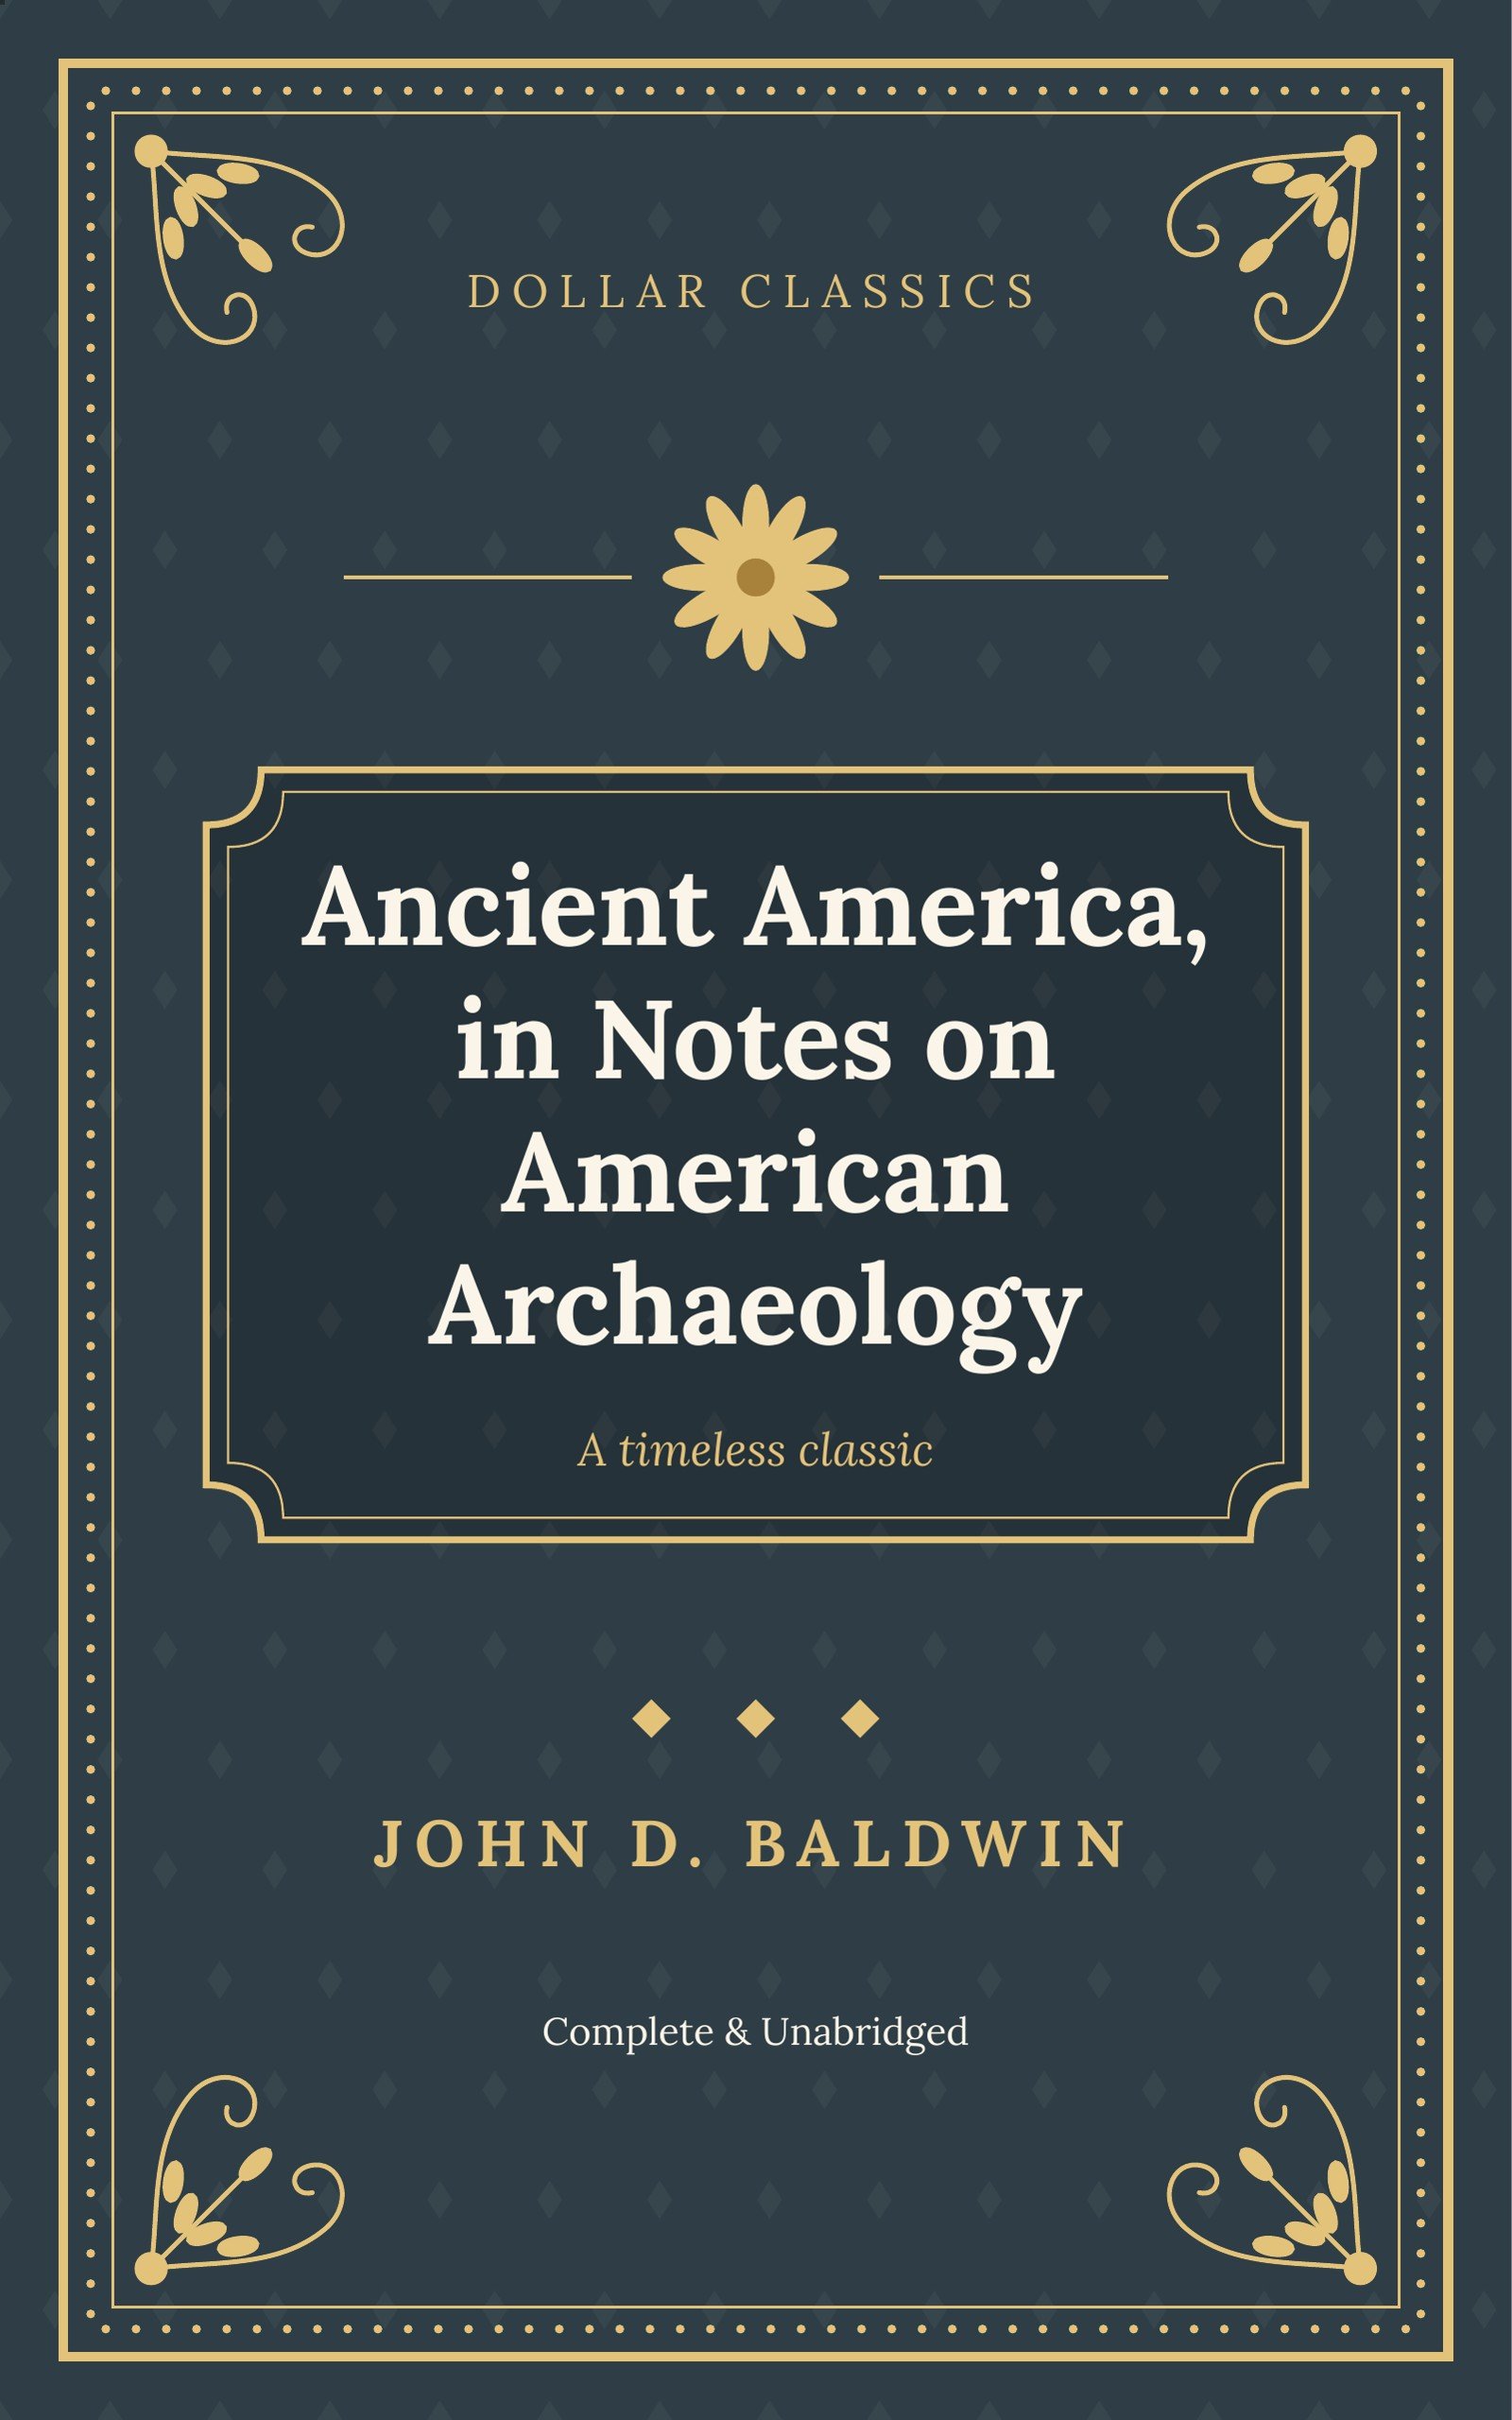 DOLLAR CLASSICS
Ancient America,
in Notes on
American
Archaeology
A timeless classic
JOHN D. BALDWIN
Complete & Unabridged